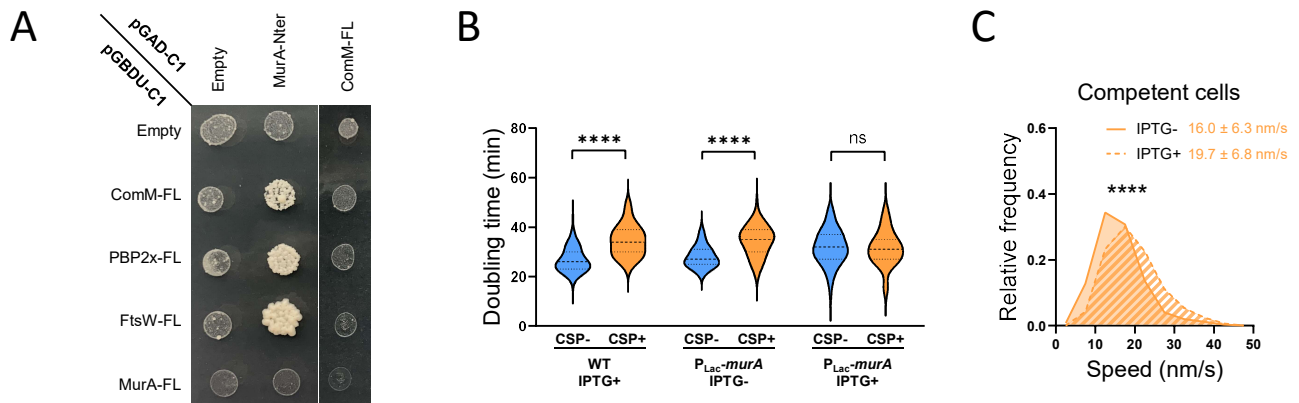 A
pGAD-C1
pGBDU-C1
Empty
MurA-Nter
ComM-FL
Empty
ComM-FL
PBP2x-FL
FtsW-FL
MurA-FL
B
Doubling time (min)
80
60
40
20
0
****
****
ns
CSP- CSP+ CSP- CSP+ CSP- CSP+
WT PLac-murA PLac-murA
IPTG+ IPTG- IPTG+
C
Competent cells
IPTG- 16.0 ± 6.3 nm/s
IPTG+ 19.7 ± 6.8 nm/s
****
Relative frequency
0.6
0.4
0.2
0.0
0 10 20 30 40 50
Speed (nm/s)